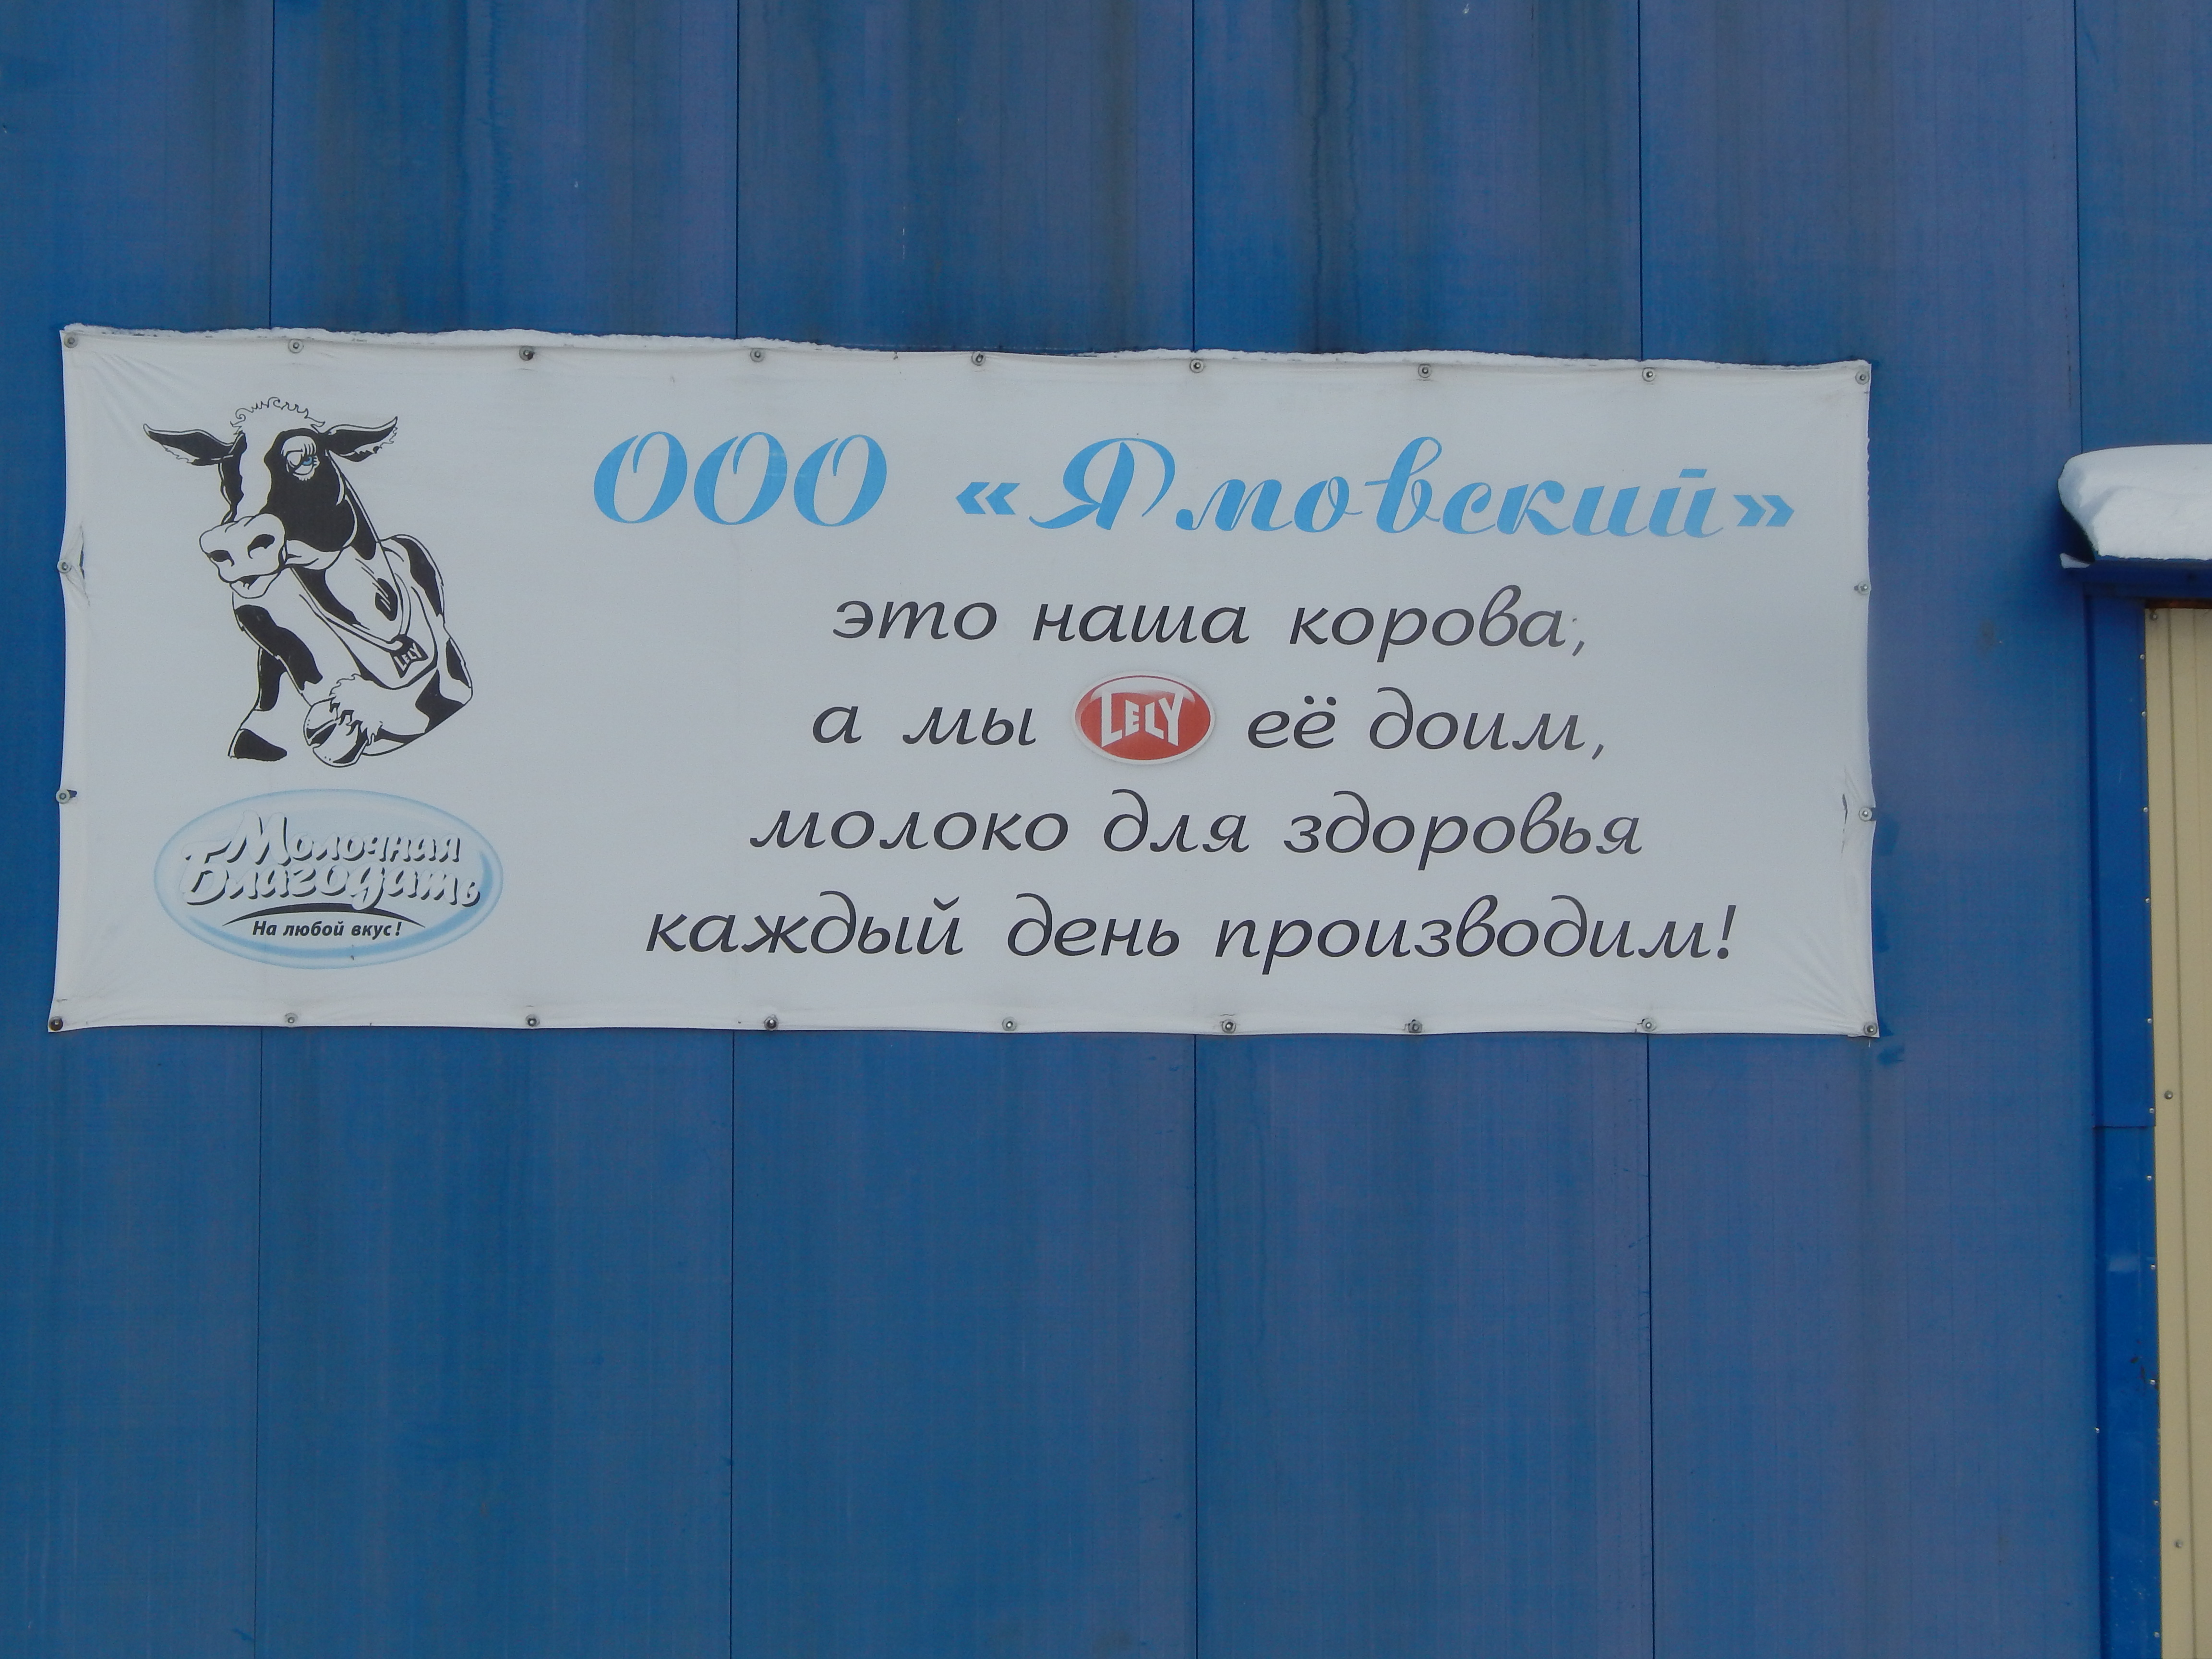 ООО «Ямовский»
это наша корова,
а мы LELY её доим,
молоко для здоровья
каждый день производим!
LELY
Молочная
Благодать
На любой вкус!